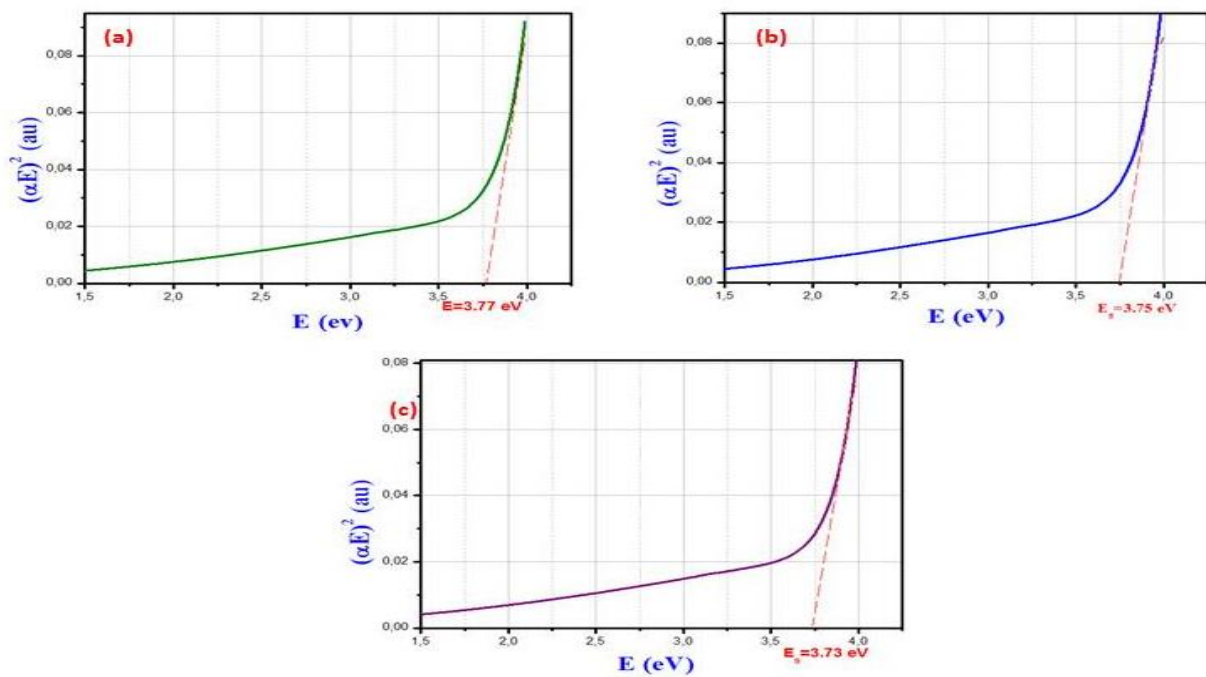 (a)
(αE)² (au)
0,08
0,06
0,04
0,02
0,00
1,5 2,0 2,5 3,0 3,5 4,0
E=3.77 eV
E (ev)
(b)
(αE)² (au)
0,08
0,06
0,04
0,02
0,00
1,5 2,0 2,5 3,0 3,5 4,0
E (eV)
=3.75 eV
(c)
(αE)² (au)
0,08
0,06
0,04
0,02
0,00
1,5 2,0 2,5 3,0 3,5 4,0
=3.73 eV
E (eV)